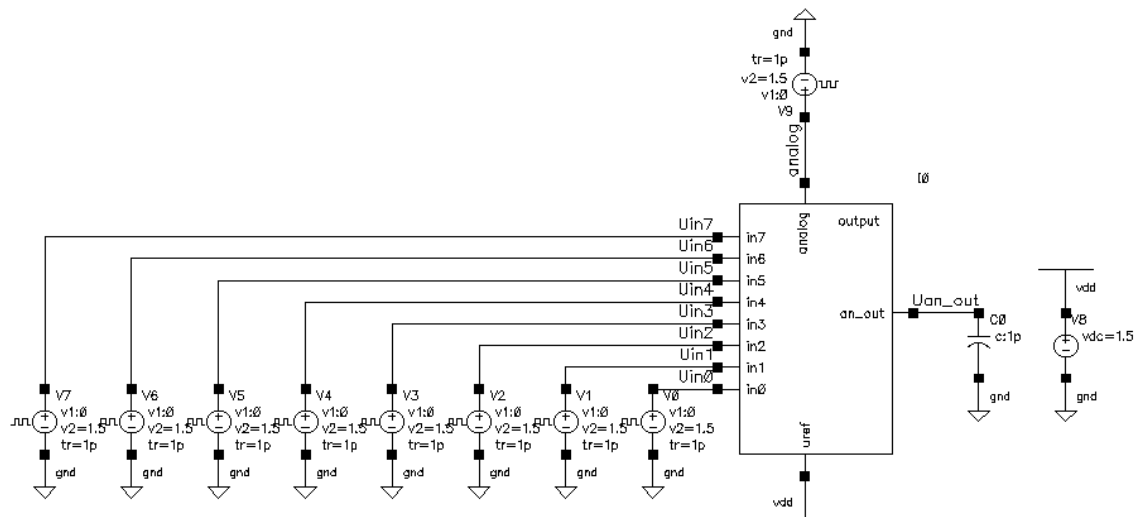 gnd
tr=1p
v2=1.5
v1:0
V9
analog
I0
analog
output
Uin7
in7
Uin6
in6
Uin5
in5
Uin4
in4
Uin3
in3
Uin2
in2
Uin1
in1
Uin0
in0
an_out
Uan_out
C0
c:1p
gnd
vdd
V8
vdc=1.5
gnd
V7
v1:0
v2=1.5
tr=1p
gnd
V6
v1:0
v2=1.5
tr=1p
gnd
V5
v1:0
v2=1.5
tr=1p
gnd
V4
v1:0
v2=1.5
tr=1p
gnd
V3
v1:0
v2=1.5
tr=1p
gnd
V2
v1:0
v2=1.5
tr=1p
gnd
V1
v1:0
v2=1.5
tr=1p
gnd
V0
v1:0
v2=1.5
tr=1p
gnd
uref
vdd